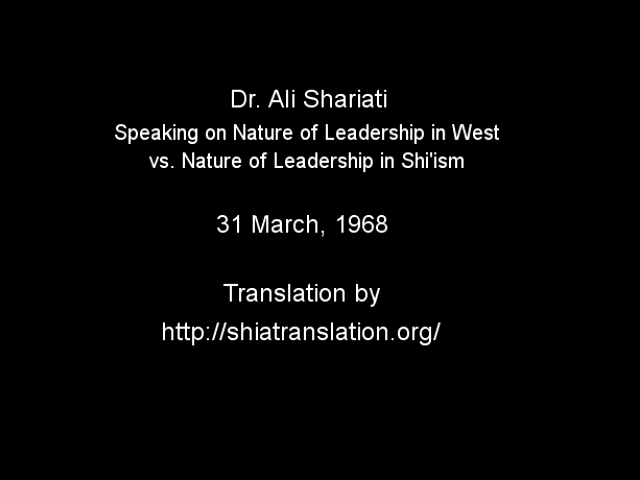 Dr. Ali Shariati
Speaking on Nature of Leadership in West
vs. Nature of Leadership in Shi'ism
31 March, 1968
Translation by
http://shiatranslation.org/